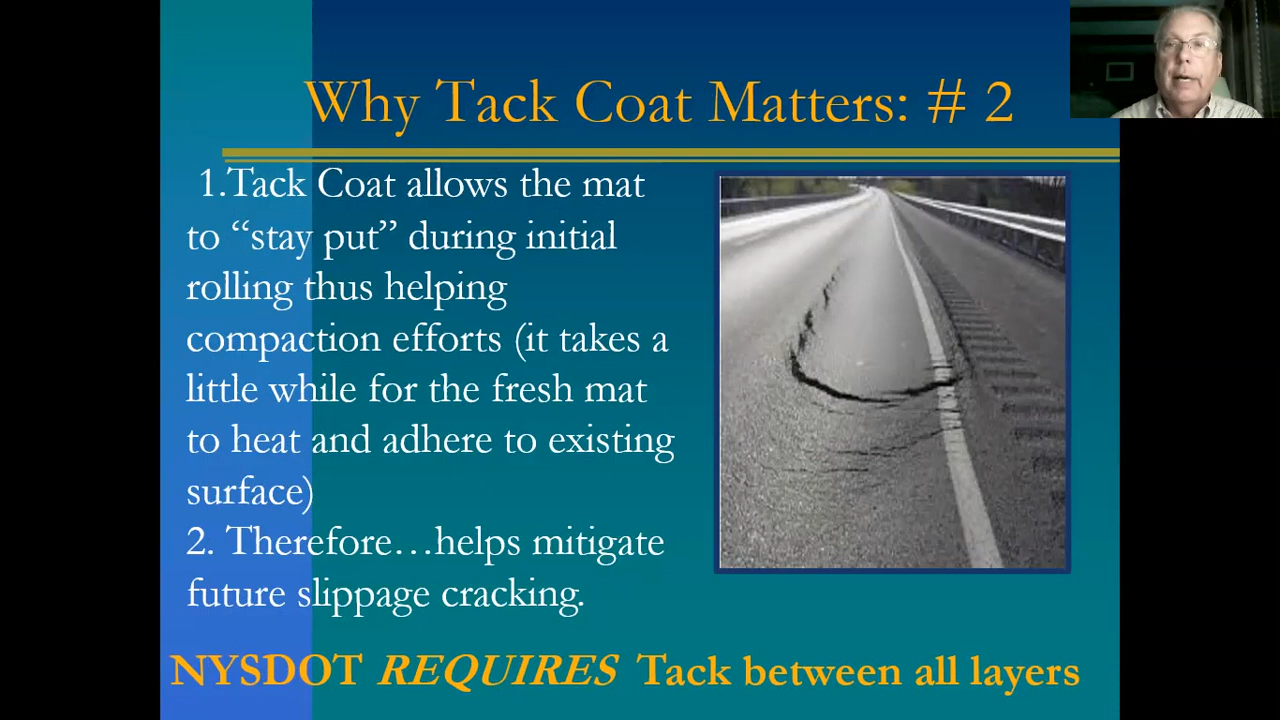 Why Tack Coat Matters: # 2
1.Tack Coat allows the mat
to “stay put” during initial
rolling thus helping
compaction efforts (it takes a
little while for the fresh mat
to heat and adhere to existing
surface)
2. Therefore…helps mitigate
future slippage cracking.
NYSDOT REQUIRES Tack between all layers